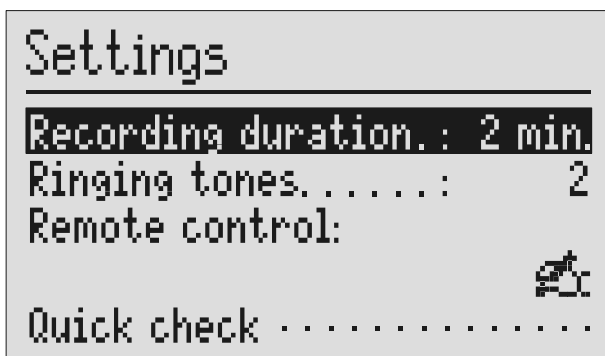 Settings
Recording duration.: 2 min.
Ringing tones......: 2
Remote control:
Quick check ..............